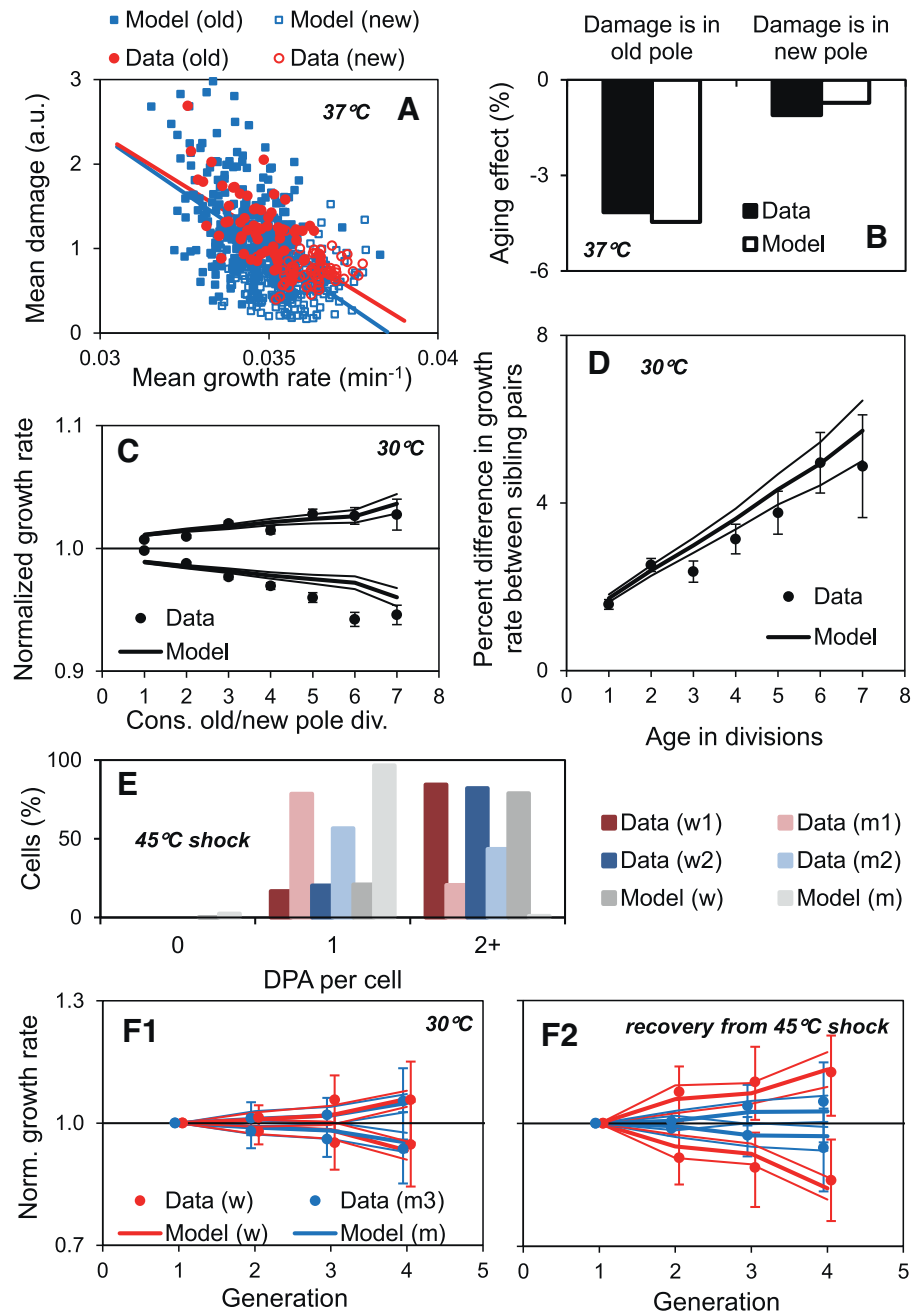 Model (old)
Model (new)
Data (old)
Data (new)
Damage is in
old pole
Damage is in
new pole
3
2
1
0
Mean damage (a.u.)
37ºC
A
0.03
0.035
0.04
Mean growth rate (min-1)
0
-3
-6
Aging effect (%)
Data
Model
B
37ºC
1.1
1.0
0.9
Normalized growth rate
C
30ºC
Data
Model
0 1 2 3 4 5 6 7 8
Cons. old/new pole div.
8
4
0
Percent difference in growth
rate between sibling pairs
D
30ºC
Data
Model
0 1 2 3 4 5 6 7 8
Age in divisions
100
50
0
Cells (%)
E
45ºC shock
0
1
2+
DPA per cell
Data (w1)
Data (m1)
Data (w2)
Data (m2)
Model (w)
Model (m)
1.3
1.0
0.7
Norm. growth rate
F1
30ºC
Data (w)
Data (m3)
Model (w)
Model (m)
0 1 2 3 4 5
Generation
F2
recovery from 45ºC shock
0 1 2 3 4 5
Generation